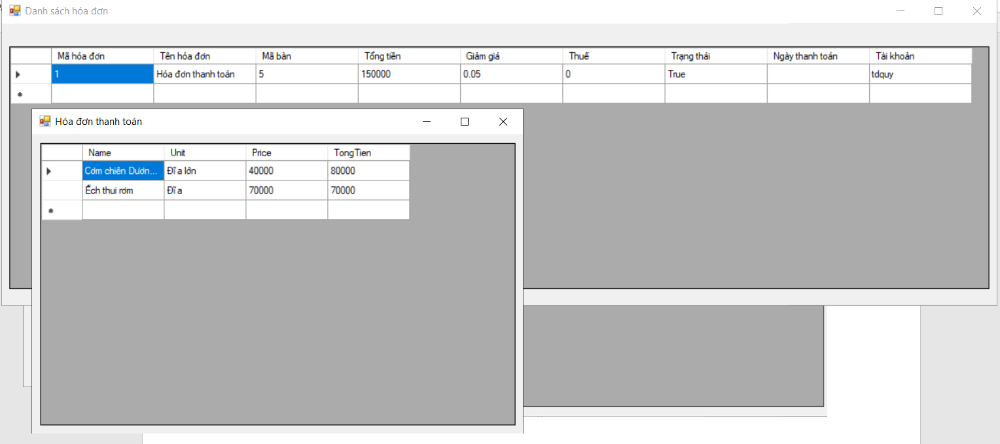 Danh sách hóa đơn
Mã hóa đơn Tên hóa đơn Mã bàn Tổng tiền Giảm giá Thuế Trạng thái Ngày thanh toán Tài khoản
1 Hóa đơn thanh toán 5 150000 0.05 0 True tdquy
Hóa đơn thanh toán
Name Unit Price TongTien
Cơm chiên Dươn... Đĩa lớn 40000 80000
Ếch thui rơm Đĩa 70000 70000